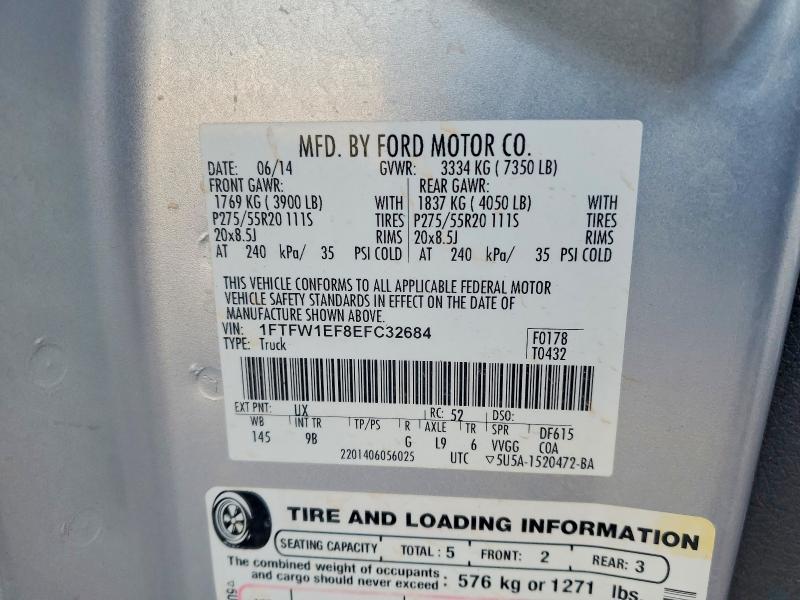 MFD. BY FORD MOTOR CO.
DATE: 06/14 GVWR: 3334 KG ( 7350 LB)
FRONT GAWR: REAR GAWR:
1769 KG ( 3900 LB) WITH 1837 KG ( 4050 LB) WITH
P275/55R20 111S TIRES P275/55R20 111S TIRES
20x8.5J RIMS 20x8.5J RIMS
AT 240 kPa/ 35 PSI COLD AT 240 kPa/ 35 PSI COLD
THIS VEHICLE CONFORMS TO ALL APPLICABLE FEDERAL MOTOR
VEHICLE SAFETY STANDARDS IN EFFECT ON THE DATE OF
MANUFACTURE SHOWN ABOVE.
VIN: 1FTFW1EF8EFC32684 F0178
TYPE: Truck T0432
EXT PNT: UX RC: 52 DSO:
WB INT TR TP/PS R AXLE TR SPR DF615
145 9B G L9 6 VVGG COA
2201406056025 UTC ▽5U5A-1520472-BA
TIRE AND LOADING INFORMATION
SEATING CAPACITY TOTAL : 5 FRONT: 2 REAR: 3
The combined weight of occupants
and cargo should never exceed : 576 kg or 1271 lbs.